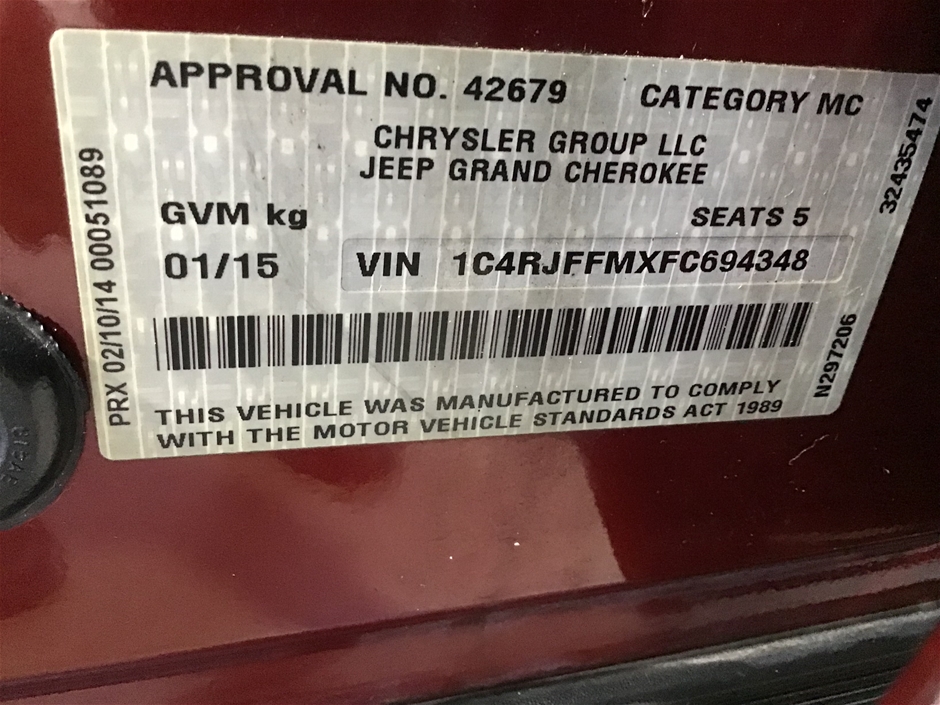 APPROVAL NO. 42679 CATEGORY MC
CHRYSLER GROUP LLC
JEEP GRAND CHEROKEE
GVM kg SEATS 5
01/15 VIN 1C4RJFFMXFC694348
THIS VEHICLE WAS MANUFACTURED TO COMPLY
WITH THE MOTOR VEHICLE STANDARDS ACT 1989
PRX 02/10/14 00051089
32435474
N297206